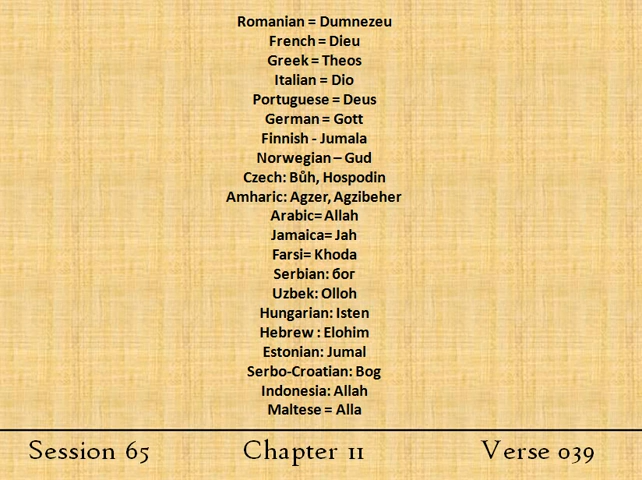 Romanian = Dumnezeu
French = Dieu
Greek = Theos
Italian = Dio
Portuguese = Deus
German = Gott
Finnish - Jumala
Norwegian – Gud
Czech: Bůh, Hospodin
Amharic: Agzer, Agzibeher
Arabic= Allah
Jamaica= Jah
Farsi= Khoda
Serbian: бог
Uzbek: Olloh
Hungarian: Isten
Hebrew : Elohim
Estonian: Jumal
Serbo-Croatian: Bog
Indonesia: Allah
Maltese = Alla
Session 65 Chapter 11 Verse 039